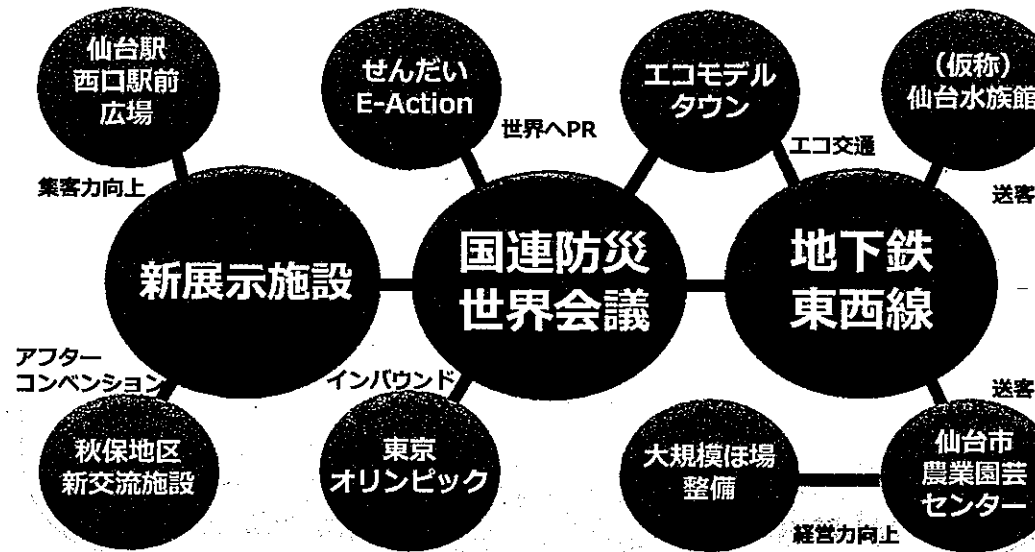 仙台駅
西口駅前
広場
せんだい
E-Action
エコモデル
タウン
(仮称)
仙台水族館
世界へPR
エコ交通
集客力向上
送客
新展示施設
国連防災
世界会議
地下鉄
東西線
アフター
コンベンション
インバウンド
送客
秋保地区
新交流施設
東京
オリンピック
大規模ほ場
整備
仙台市
農業園芸
センター
経営力向上